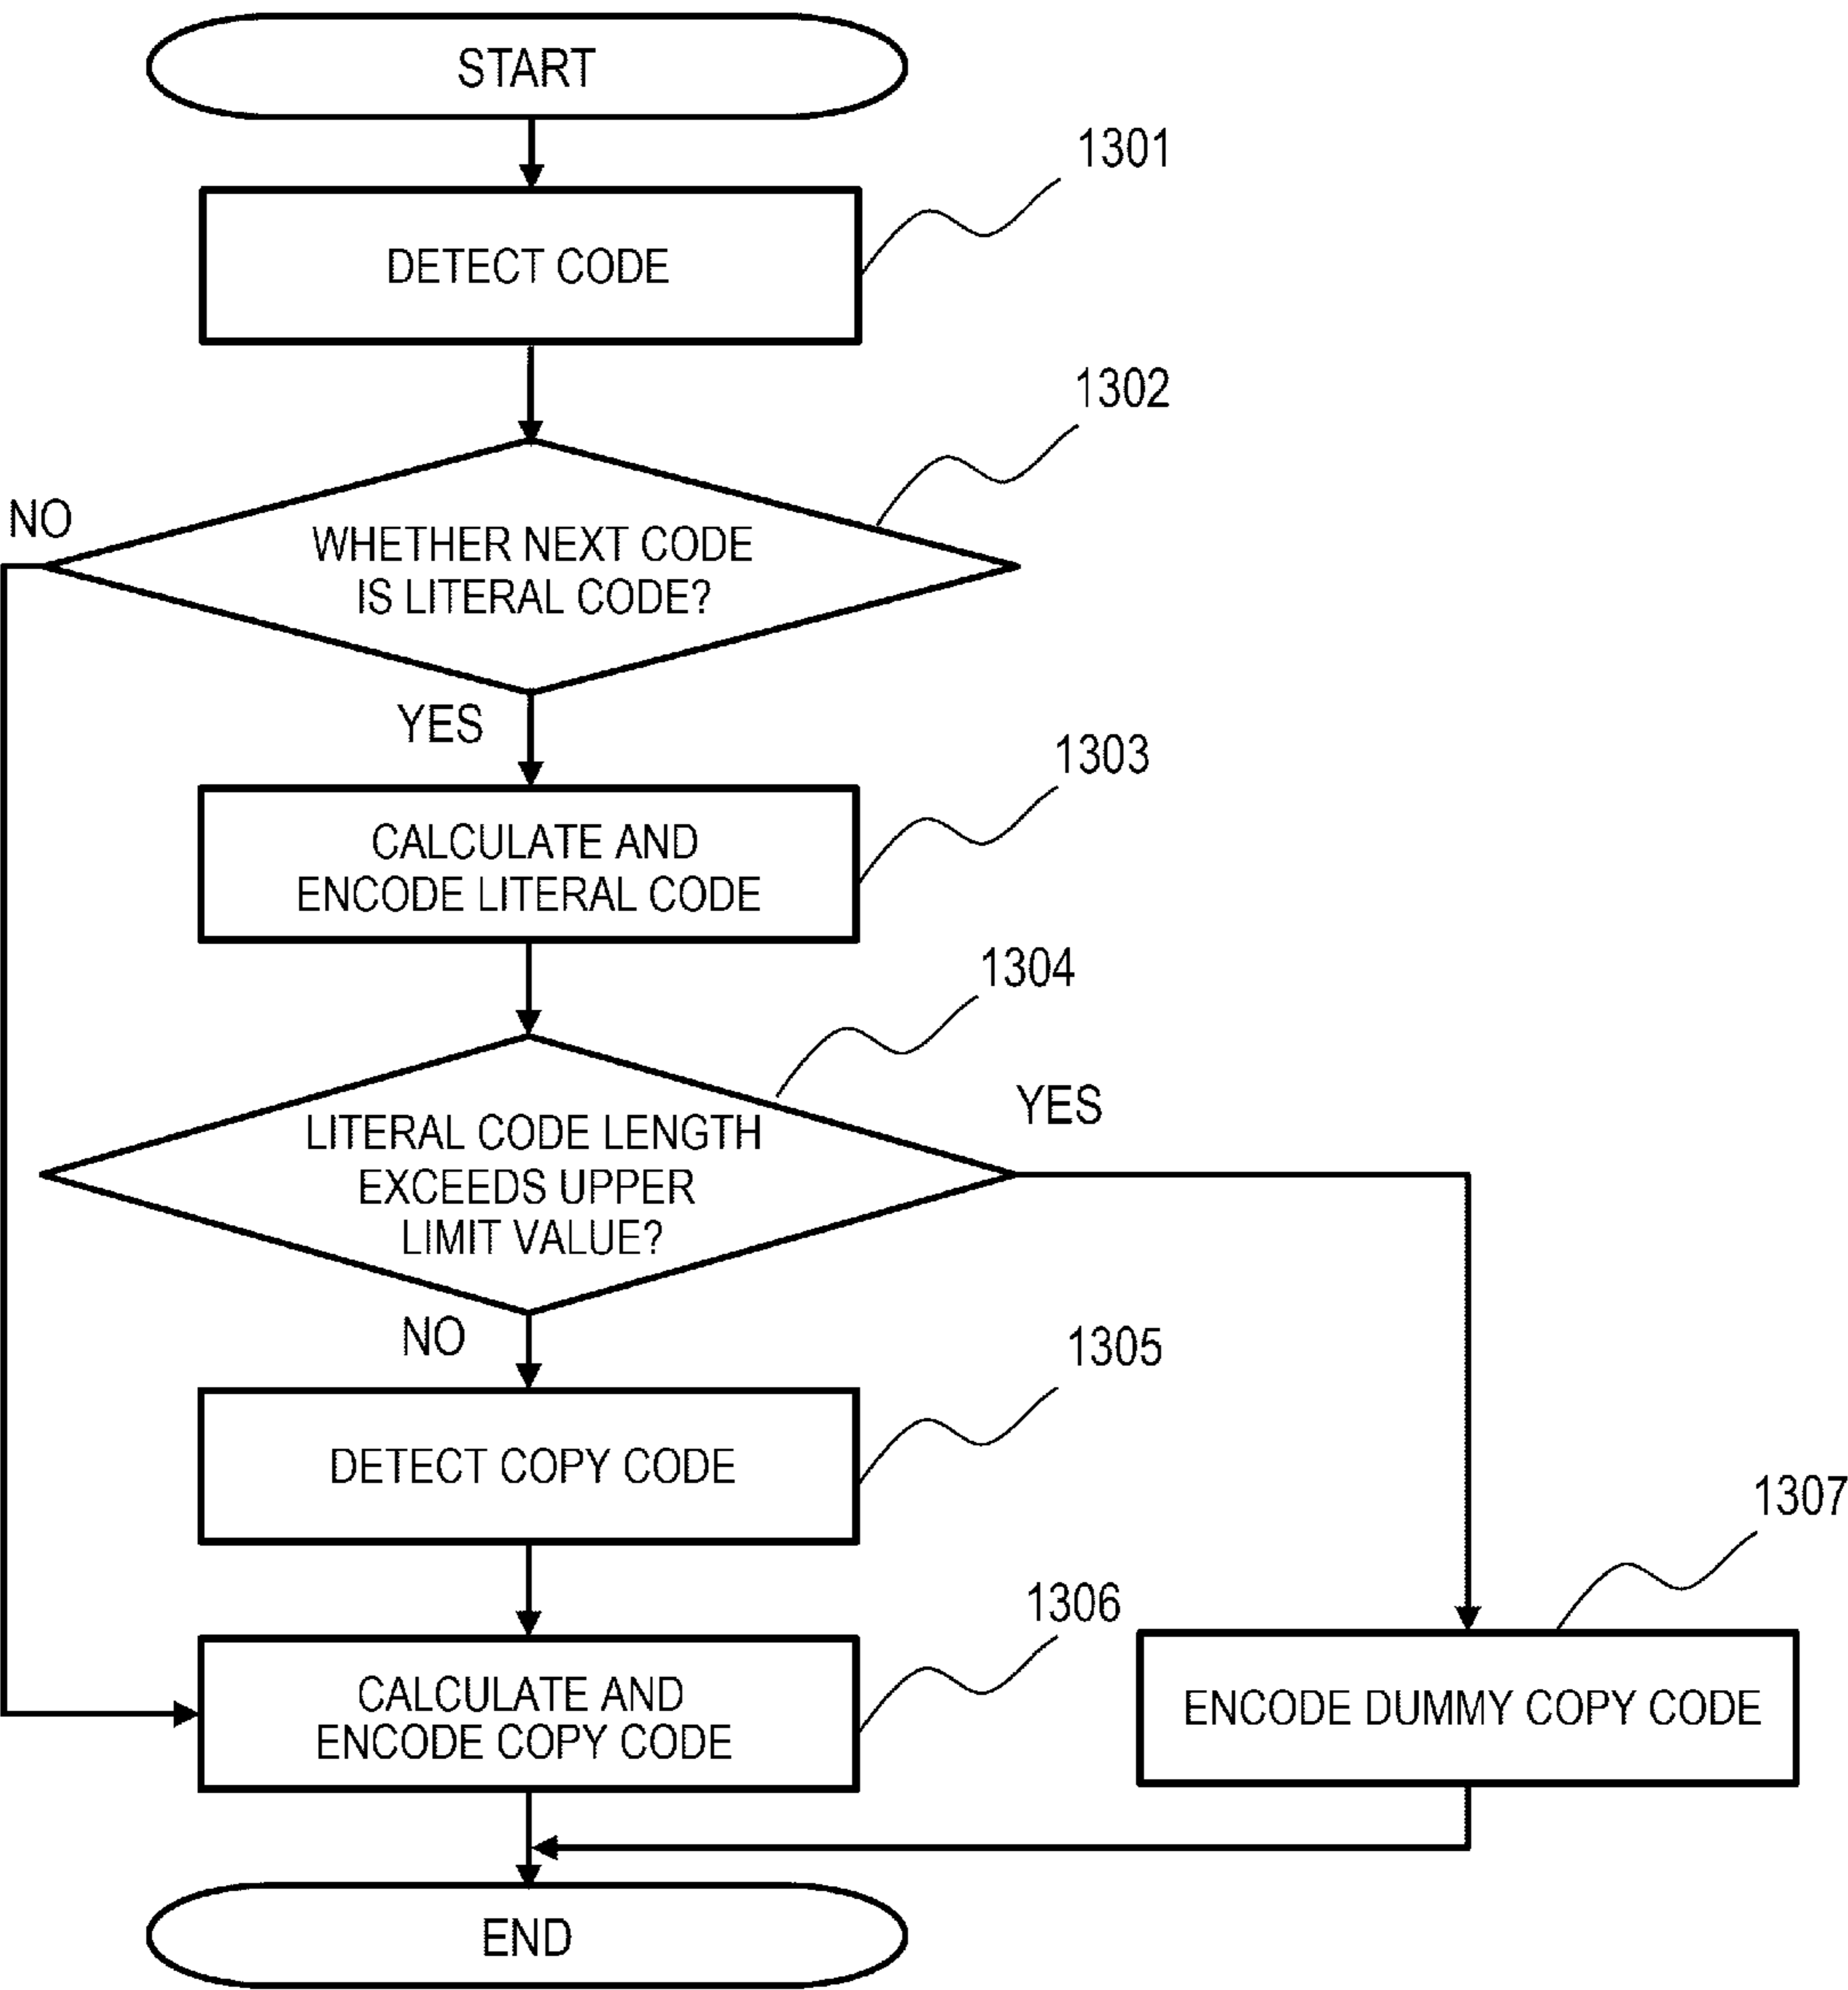 START
1301
DETECT CODE
1302
NO
WHETHER NEXT CODE
IS LITERAL CODE?
YES
1303
CALCULATE AND
ENCODE LITERAL CODE
1304
YES
LITERAL CODE LENGTH
EXCEEDS UPPER
LIMIT VALUE?
NO
1305
DETECT COPY CODE
1307
1306
CALCULATE AND
ENCODE COPY CODE
ENCODE DUMMY COPY CODE
END